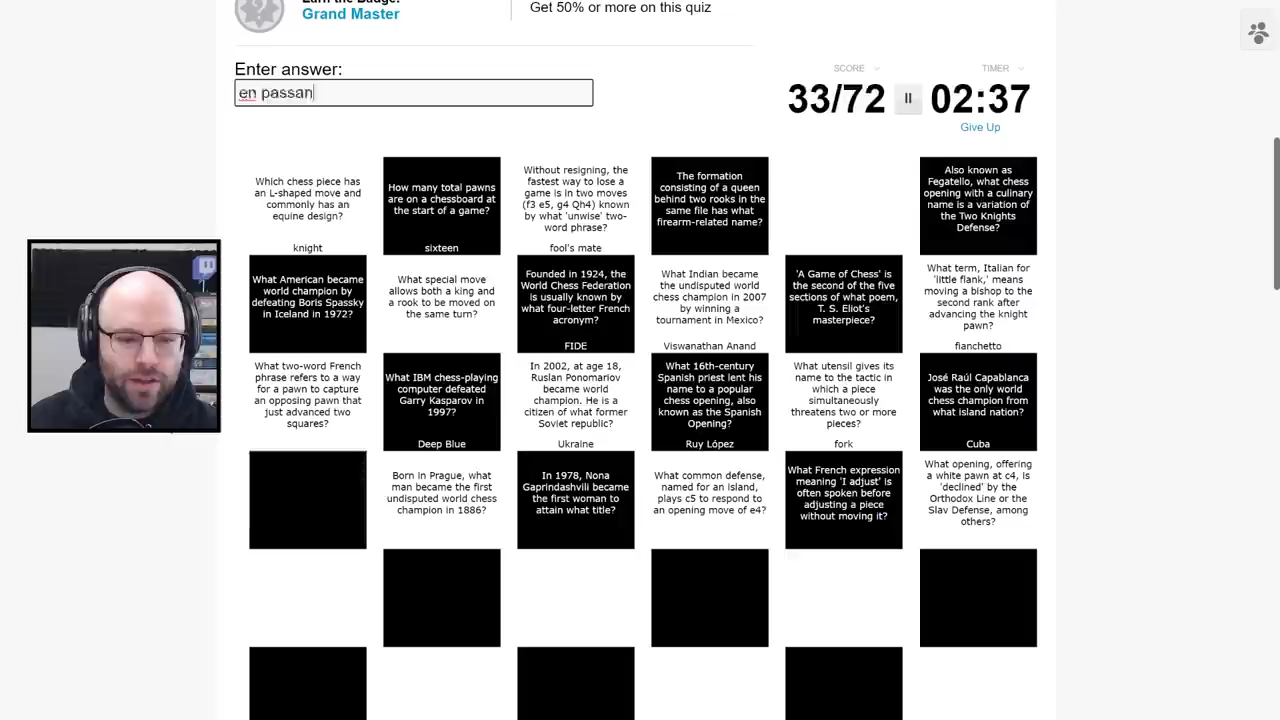 Earn the Badge:
Grand Master
Get 50% or more on this quiz
Enter answer:
en passan
SCORE
TIMER
33/72
02:37
Give Up
Which chess piece has
an L-shaped move and
commonly has an
equine design?
knight
How many total pawns
are on a chessboard at
the start of a game?
sixteen
Without resigning, the
fastest way to lose a
game is in two moves
(f3 e5, g4 Qh4) known
by what 'unwise' two-
word phrase?
fool's mate
The formation
consisting of a queen
behind two rooks in the
same file has what
firearm-related name?
Also known as
Fegatello, what chess
opening with a culinary
name is a variation of
the Two Knights
Defense?
What American became
world champion by
defeating Boris Spassky
in Iceland in 1972?
What special move
allows both a king and
a rook to be moved on
the same turn?
Founded in 1924, the
World Chess Federation
is usually known by
what four-letter French
acronym?
FIDE
What Indian became
the undisputed world
chess champion in 2007
by winning a
tournament in Mexico?
Viswanathan Anand
'A Game of Chess' is
the second of the five
sections of what poem,
T. S. Eliot's
masterpiece?
What term, Italian for
'little flank,' means
moving a bishop to the
second rank after
advancing the knight
pawn?
fianchetto
What two-word French
phrase refers to a way
for a pawn to capture
an opposing pawn that
just advanced two
squares?
What IBM chess-playing
computer defeated
Garry Kasparov in
1997?
Deep Blue
In 2002, at age 18,
Ruslan Ponomariov
became world
champion. He is a
citizen of what former
Soviet republic?
Ukraine
What 16th-century
Spanish priest lent his
name to a popular
chess opening, also
known as the Spanish
Opening?
Ruy López
What utensil gives its
name to the tactic in
which a piece
simultaneously
threatens two or more
pieces?
fork
José Raúl Capablanca
was the only world
chess champion from
what island nation?
Cuba
Born in Prague, what
man became the first
undisputed world chess
champion in 1886?
In 1978, Nona
Gaprindashvili became
the first woman to
attain what title?
What common defense,
named for an island,
plays c5 to respond to
an opening move of e4?
What French expression
meaning 'I adjust' is
often spoken before
adjusting a piece
without moving it?
What opening, offering
a white pawn at c4, is
'declined' by the
Orthodox Line or the
Slav Defense, among
others?